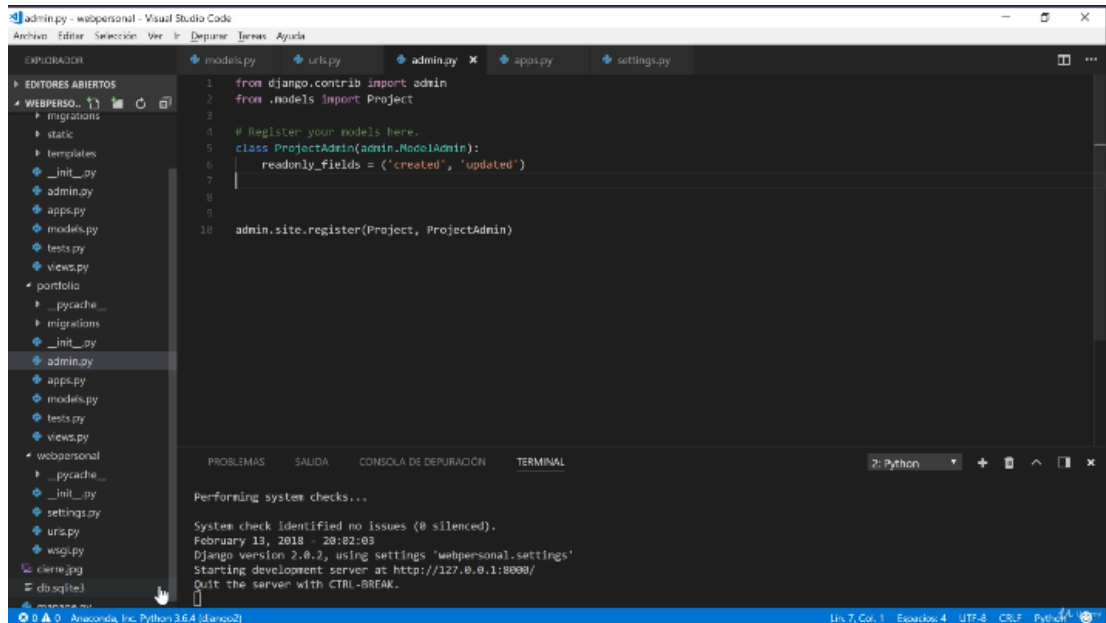 admin.py - webpersonal - Visual Studio Code
Archivo Editar Selección Ver Ir Depurar Tareas Ayuda
EXPLORADOR
models.py urls.py admin.py apps.py settings.py
EDITORES ABIERTOS
WEBPERSO..
migrations
static
templates
__init__.py
admin.py
apps.py
models.py
tests.py
views.py
portfolio
__pycache__
migrations
__init__.py
admin.py
apps.py
models.py
tests.py
views.py
webpersonal
__pycache__
__init__.py
settings.py
urls.py
wsgi.py
cierre.jpg
db.sqlite3
manage.py
1 from django.contrib import admin
2 from .models import Project
3
4 # Register your models here.
5 class ProjectAdmin(admin.ModelAdmin):
6 readonly_fields = ('created', 'updated')
7
8
9
10 admin.site.register(Project, ProjectAdmin)
PROBLEMAS SALIDA CONSOLA DE DEPURACIÓN TERMINAL
2: Python
Performing system checks...
System check identified no issues (0 silenced).
February 13, 2018 - 20:02:03
Django version 2.0.2, using settings 'webpersonal.settings'
Starting development server at http://127.0.0.1:8000/
Quit the server with CTRL-BREAK.
0 0 Anaconda, Inc. Python 3.6.4 (django2)
Lín. 7, Col. 1 Espacios: 4 UTF-8 CRLF Python